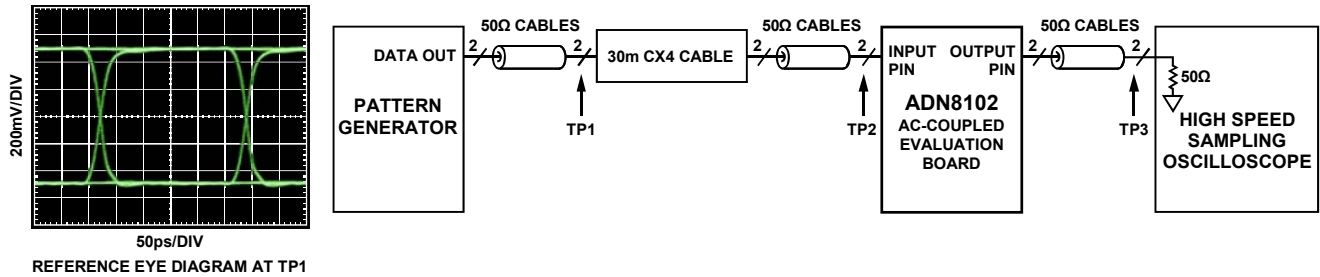 200mV/DIV
50ps/DIV
REFERENCE EYE DIAGRAM AT TP1
DATA OUT
PATTERN
GENERATOR
50Ω CABLES
2
2
TP1
30m CX4 CABLE
50Ω CABLES
2
2
TP2
INPUT
PIN
OUTPUT
PIN
ADN8102
AC-COUPLED
EVALUATION
BOARD
50Ω CABLES
2
2
TP3
50Ω
HIGH SPEED
SAMPLING
OSCILLOSCOPE